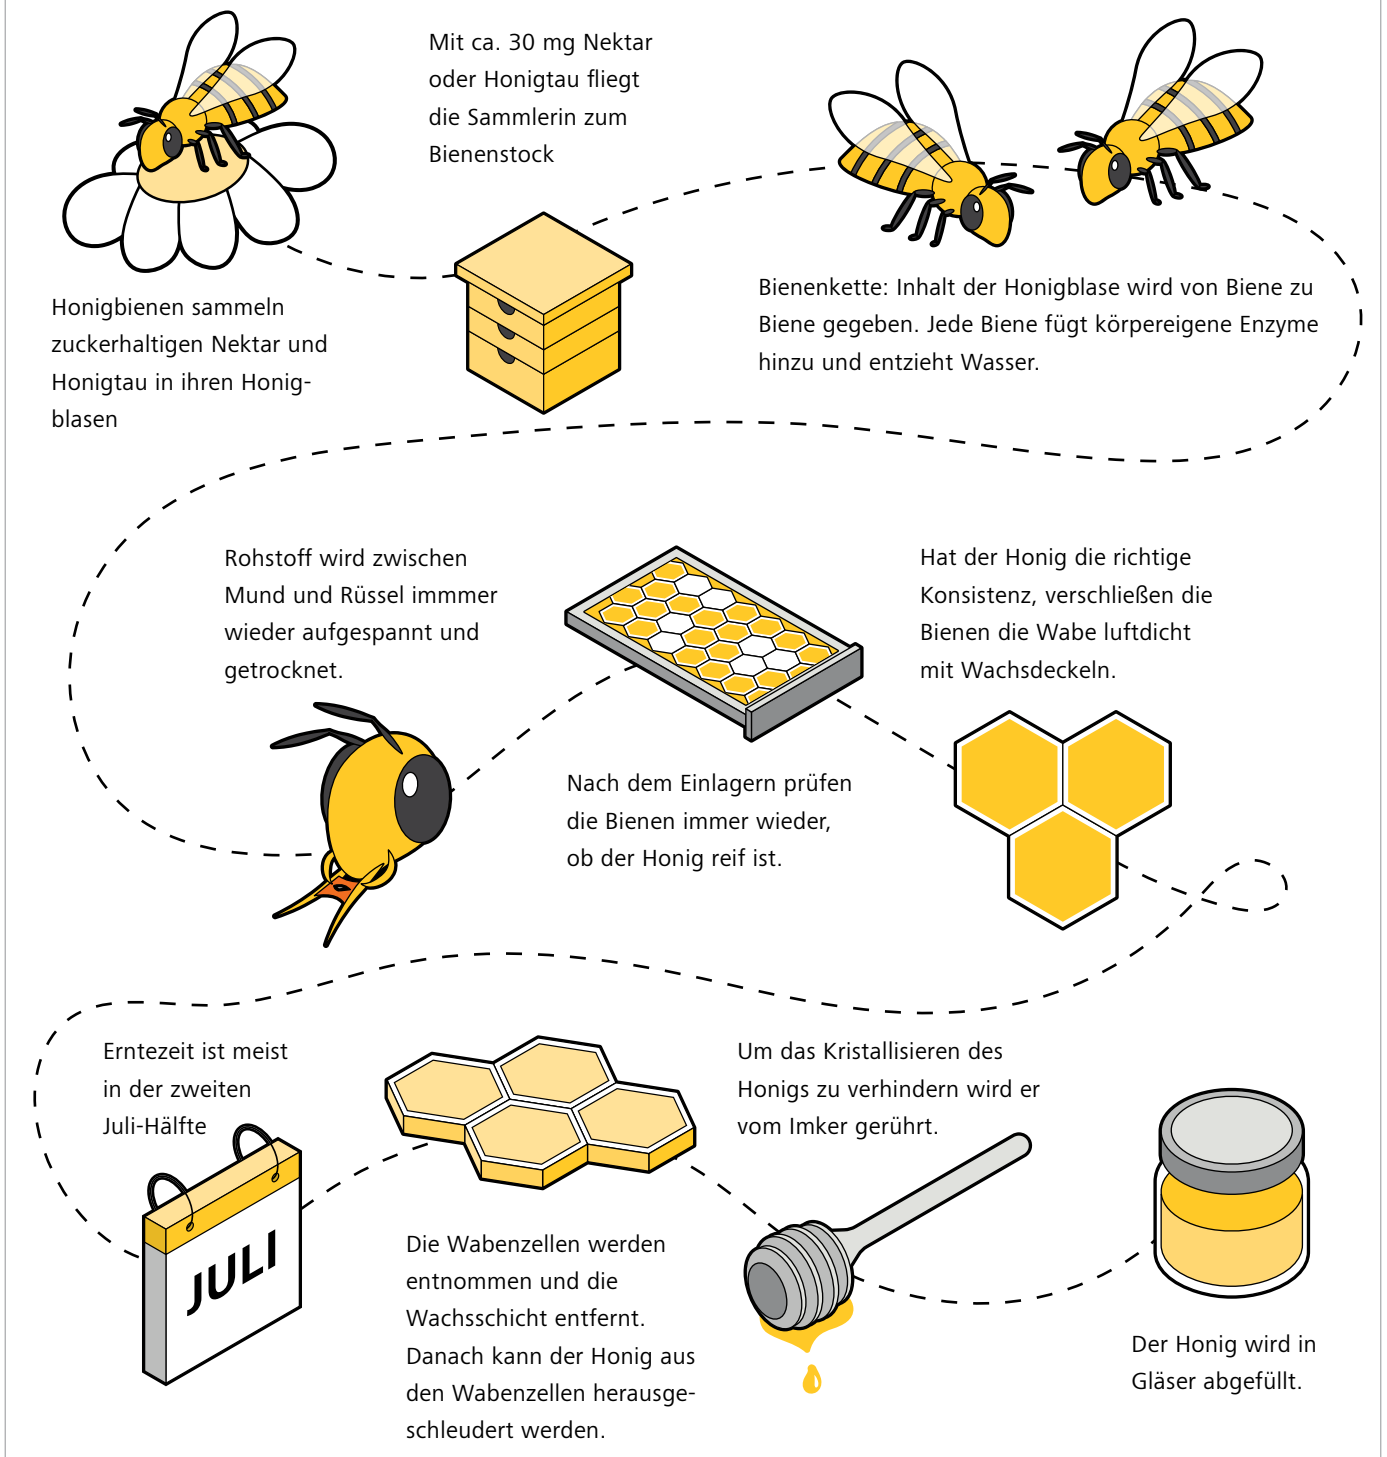 Honigbienen sammeln
zuckerhaltigen Nektar und
Honigtau in ihren Honig-
blasen
Mit ca. 30 mg Nektar
oder Honigtau fliegt
die Sammlerin zum
Bienenstock
Bienenkette: Inhalt der Honigblase wird von Biene zu
Biene gegeben. Jede Biene fügt körpereigene Enzyme
hinzu und entzieht Wasser.
Rohstoff wird zwischen
Mund und Rüssel immmer
wieder aufgespannt und
getrocknet.
Nach dem Einlagern prüfen
die Bienen immer wieder,
ob der Honig reif ist.
Hat der Honig die richtige
Konsistenz, verschließen die
Bienen die Wabe luftdicht
mit Wachsdeckeln.
Erntezeit ist meist
in der zweiten
Juli-Hälfte
JULI
Die Wabenzellen werden
entnommen und die
Wachsschicht entfernt.
Danach kann der Honig aus
den Wabenzellen herausge-
schleudert werden.
Um das Kristallisieren des
Honigs zu verhindern wird er
vom Imker gerührt.
Der Honig wird in
Gläser abgefüllt.